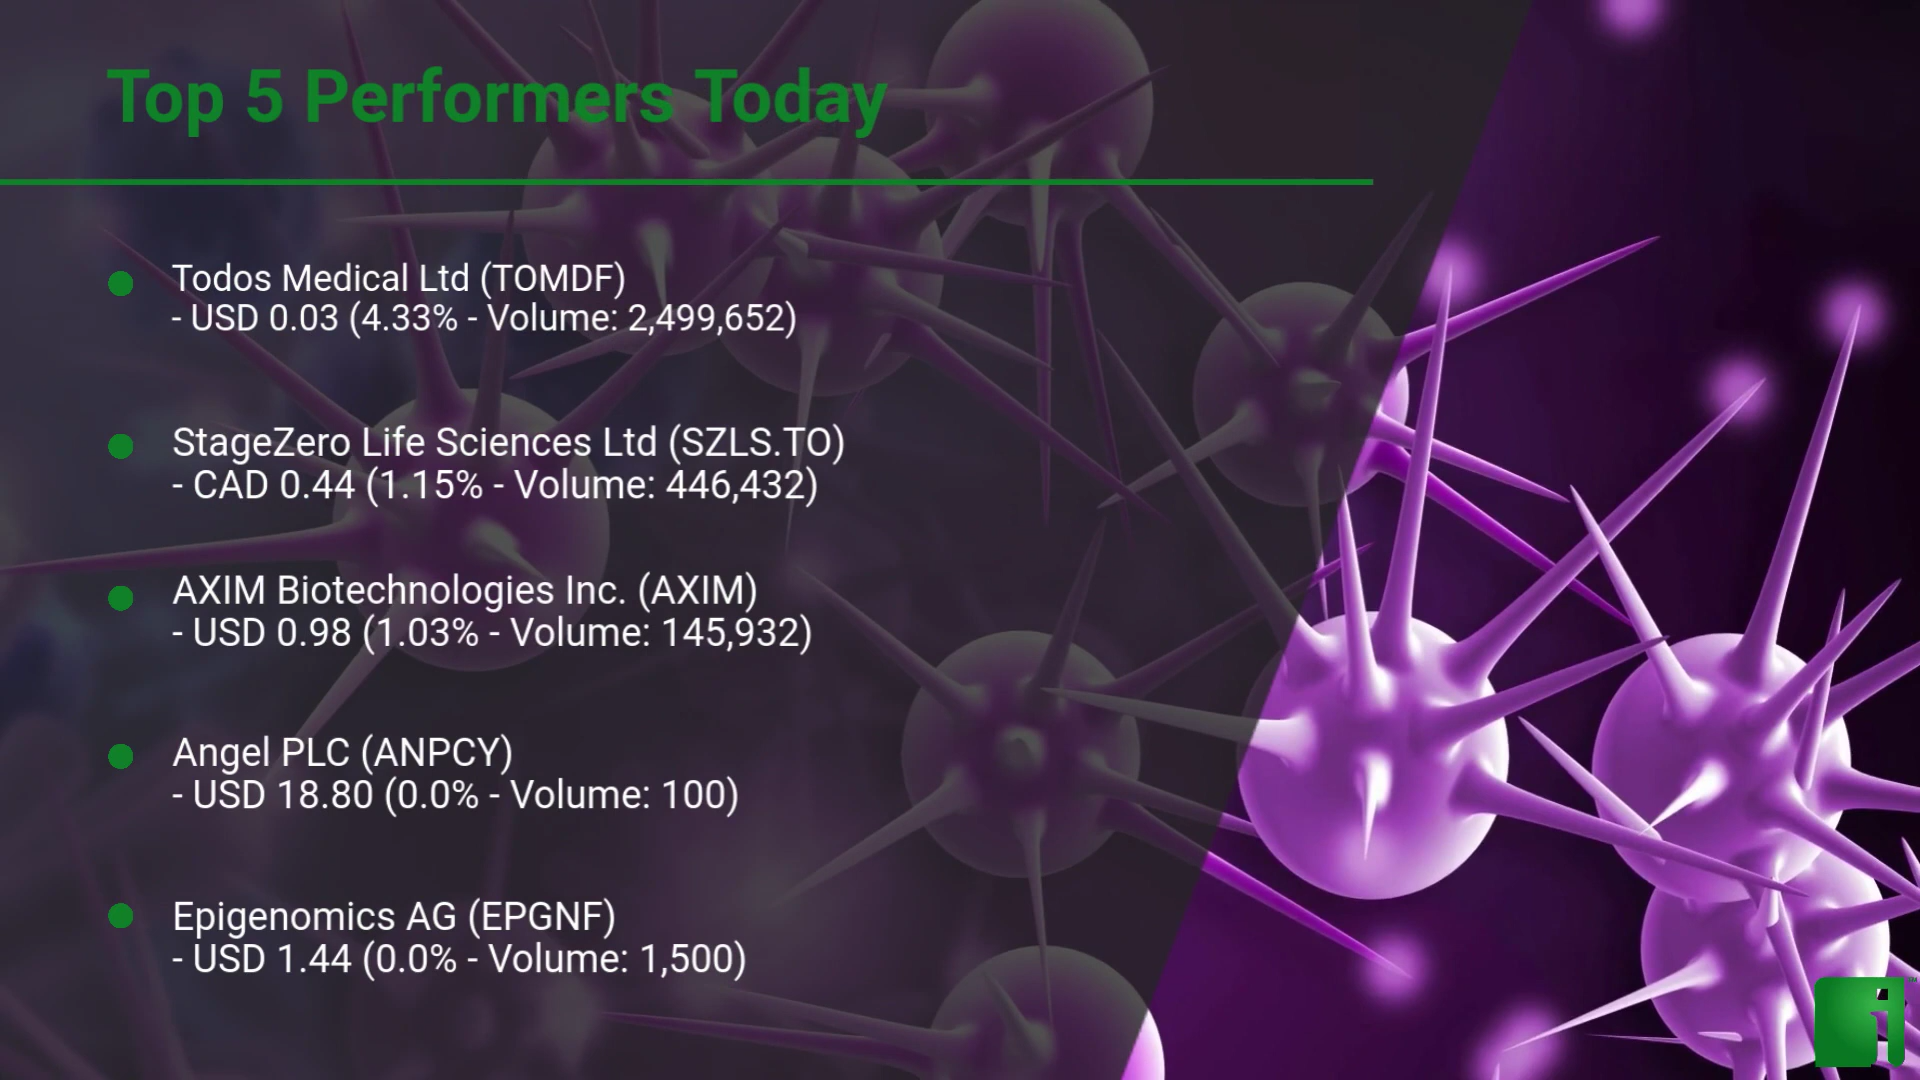 Top 5 Performers Today
Todos Medical Ltd (TOMDF)
- USD 0.03 (4.33% - Volume: 2,499,652)
StageZero Life Sciences Ltd (SZLS.TO)
- CAD 0.44 (1.15% - Volume: 446,432)
AXIM Biotechnologies Inc. (AXIM)
- USD 0.98 (1.03% - Volume: 145,932)
Angel PLC (ANPCY)
- USD 18.80 (0.0% - Volume: 100)
Epigenomics AG (EPGNF)
- USD 1.44 (0.0% - Volume: 1,500)